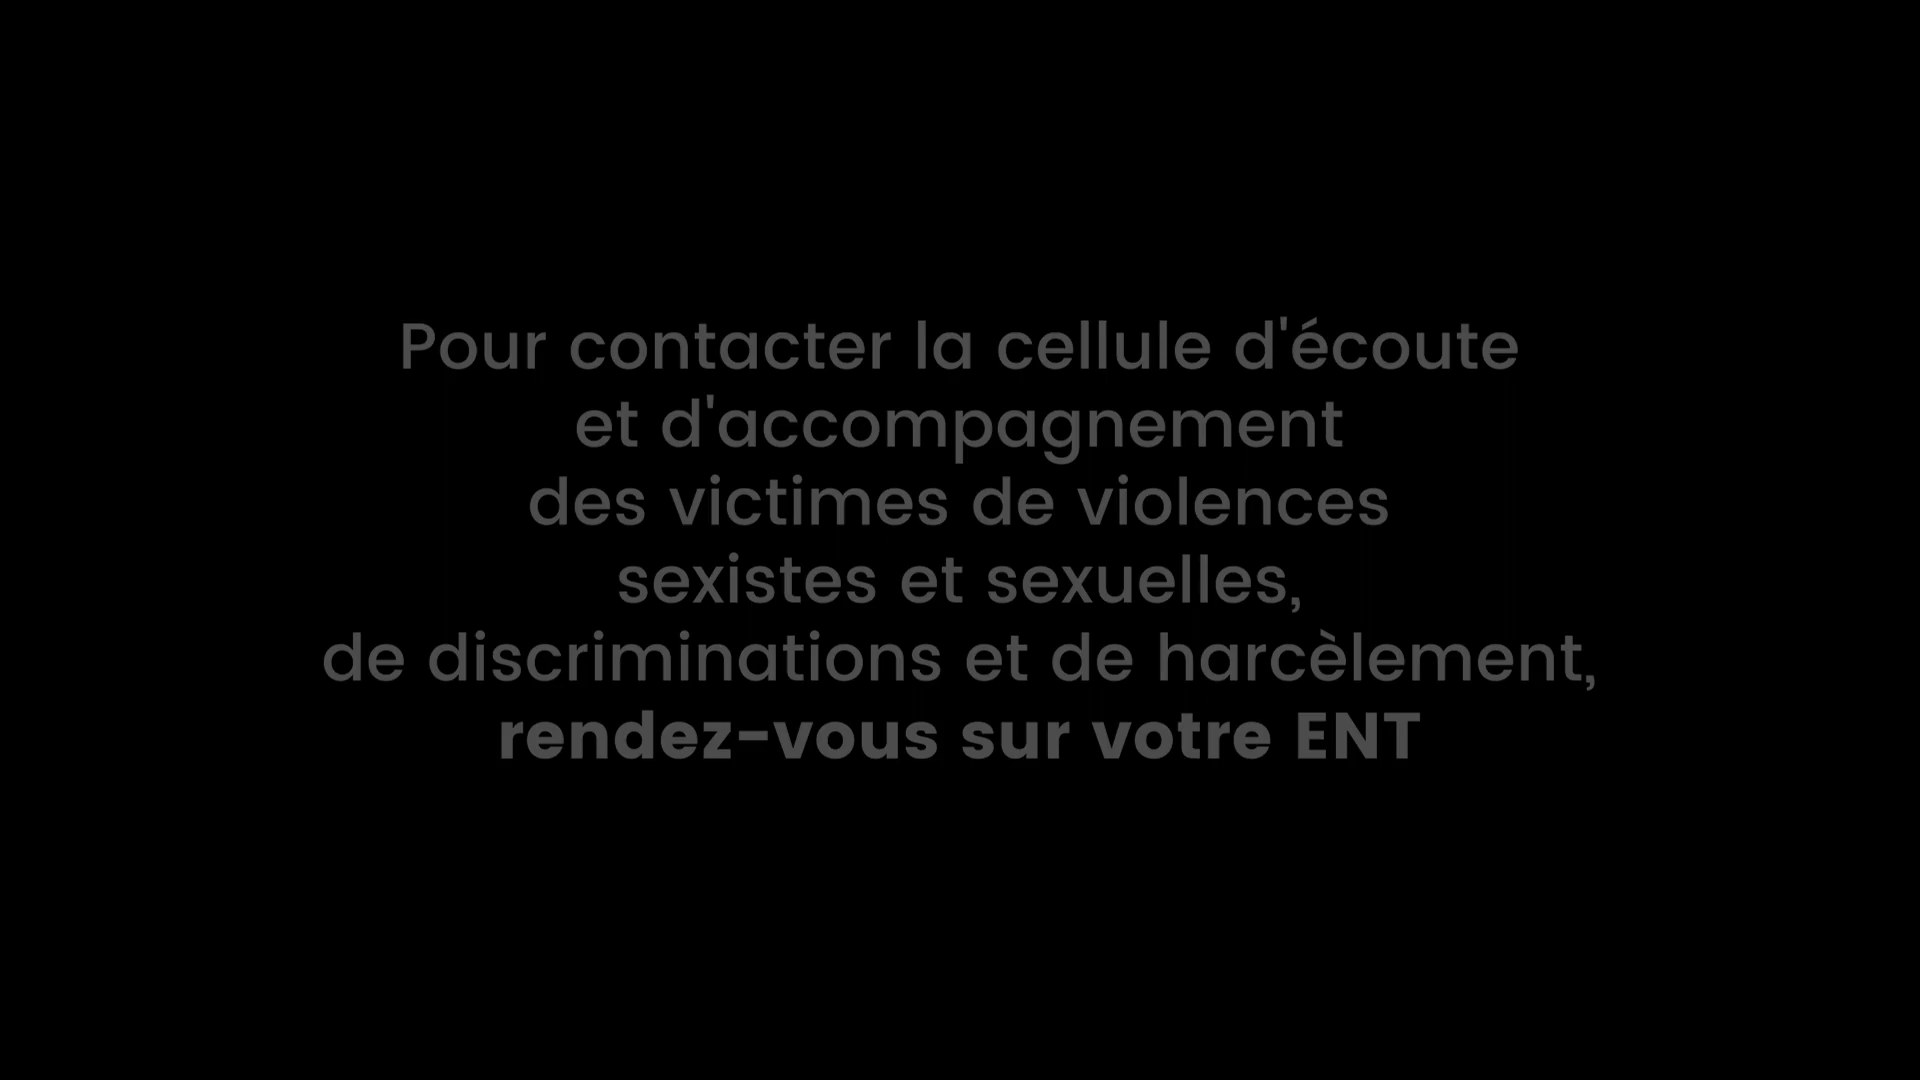 Pour contacter la cellule d'écoute
et d'accompagnement
des victimes de violences
sexistes et sexuelles,
de discriminations et de harcèlement,
rendez-vous sur votre ENT